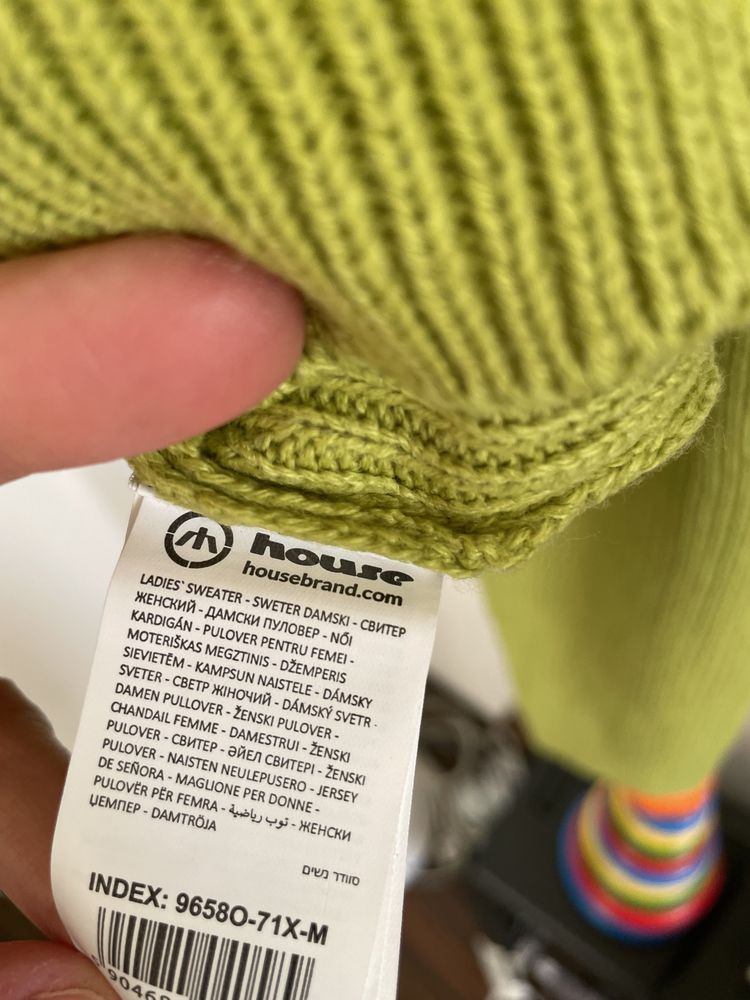 house
housebrand.com
LADIES` SWEATER - SWETER DAMSKI - СВИТЕР
ЖЕНСКИЙ - ДАМСКИ ПУЛОВЕР - NŐI
KARDIGÁN - PULOVER PENTRU FEMEI -
MOTERIŠKAS MEGZTINIS - DŽEMPERIS
SIEVIETĒM - KAMPSUN NAISTELE - DÁMSKY
SVETER - СВЕТР ЖІНОЧИЙ - DÁMSKÝ SVETR -
DAMEN PULLOVER - ŽENSKI PULOVER -
CHANDAIL FEMME - DAMESTRUI - ŽENSKI
PULOVER - СВИТЕР - ӘЙЕЛ СВИТЕРІ - ŽENSKI
PULOVER - NAISTEN NEULEPUSERO - JERSEY
DE SEÑORA - MAGLIONE PER DONNE -
PULOVËR PËR FEMRA - توب رياضية - ЖЕНСКИ
ЏЕМПЕР - DAMTRÖJA
סוודר נשים
INDEX: 9658O-71X-M
5 90468